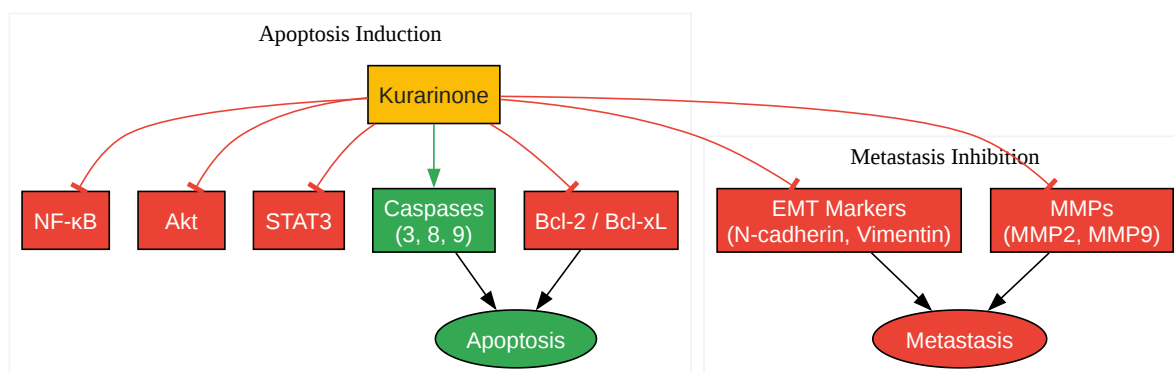 Apoptosis Induction
Kurarinone
Metastasis Inhibition
NF-κB
Akt
STAT3
Caspases
(3, 8, 9)
Bcl-2 / Bcl-xL
EMT Markers
(N-cadherin, Vimentin)
MMPs
(MMP2, MMP9)
Apoptosis
Metastasis